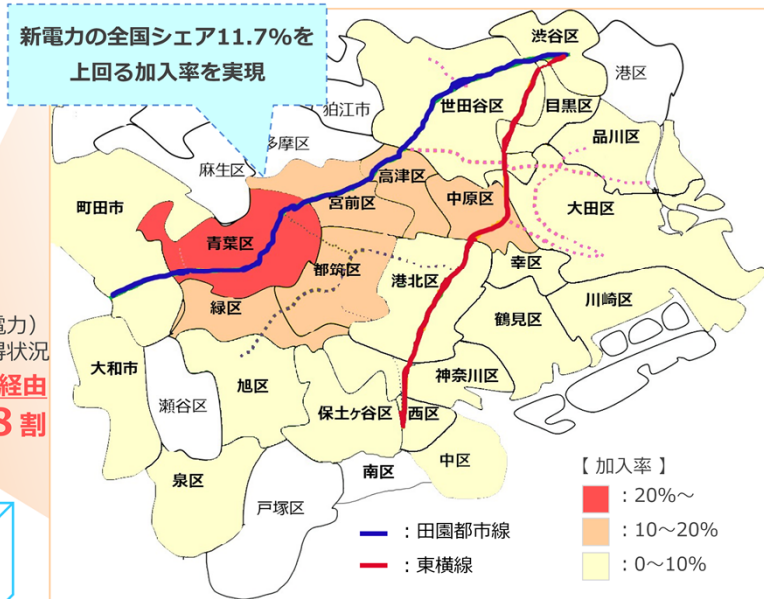 新電力の全国シェア11.7%を
上回る加入率を実現
渋谷区
港区
狛江市
世田谷区
目黒区
多摩区
品川区
麻生区
高津区
宮前区
中原区
町田市
大田区
青葉区
都筑区
港北区
幸区
緑区
川崎区
鶴見区
電力）
得状況
大和市
神奈川区
経由
旭区
瀬谷区
保土ヶ谷区
西区
8割
中区
南区
泉区
戸塚区
【 加入率 】
：20%～
：10～20%
：0～10%
：田園都市線
：東横線